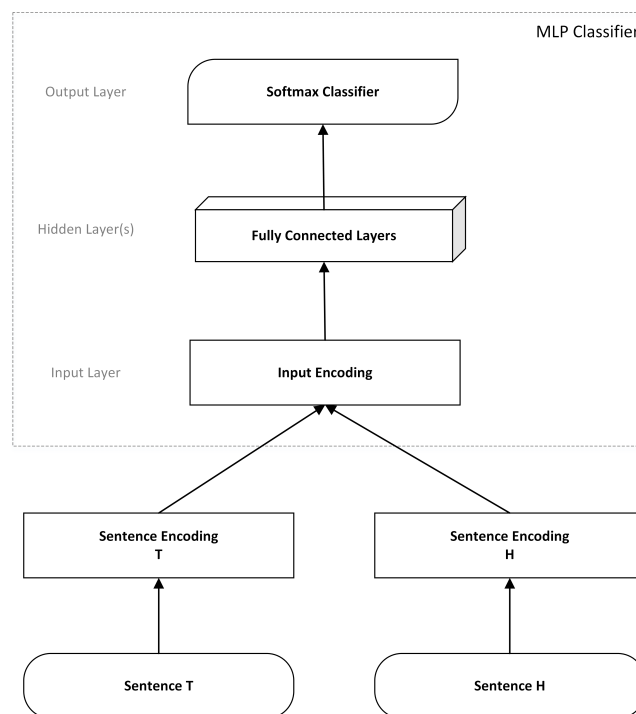 MLP Classifier
Output Layer
Softmax Classifier
Hidden Layer(s)
Fully Connected Layers
Input Layer
Input Encoding
Sentence Encoding
T
Sentence Encoding
H
Sentence T
Sentence H